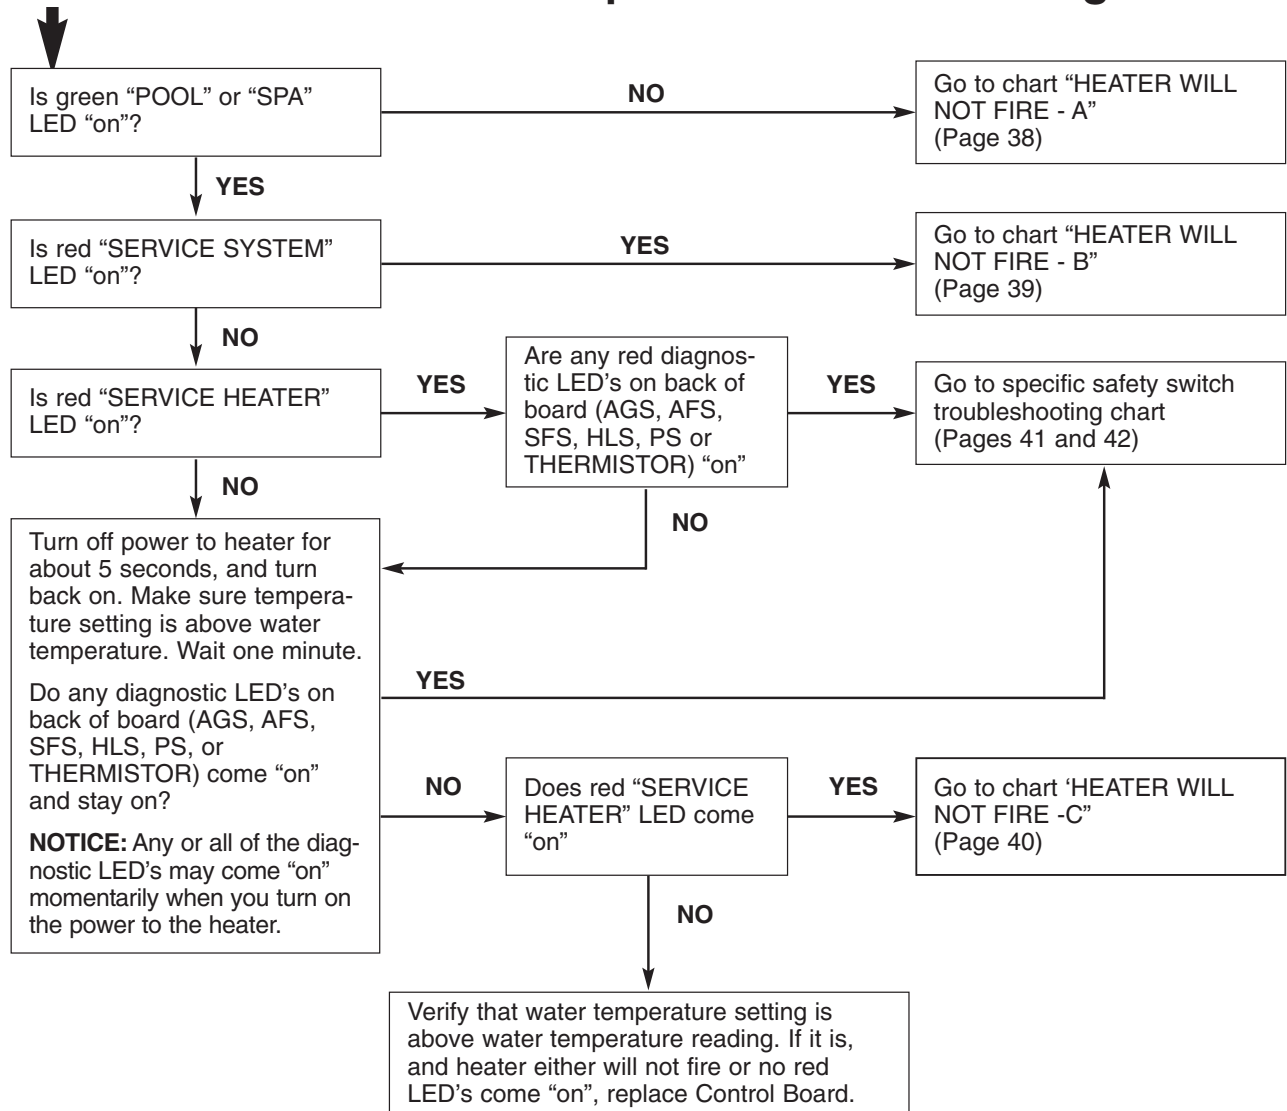 Is green “POOL” or “SPA”
LED “on”?
NO
Go to chart “HEATER WILL
NOT FIRE - A”
(Page 38)
YES
Is red “SERVICE SYSTEM”
LED “on”?
YES
Go to chart “HEATER WILL
NOT FIRE - B”
(Page 39)
NO
Is red “SERVICE HEATER”
LED “on”?
YES
Are any red diagnos-
tic LED’s on back of
board (AGS, AFS,
SFS, HLS, PS or
THERMISTOR) “on”
YES
Go to specific safety switch
troubleshooting chart
(Pages 41 and 42)
NO
NO
Turn off power to heater for
about 5 seconds, and turn
back on. Make sure tempera-
ture setting is above water
temperature. Wait one minute.
Do any diagnostic LED’s on
back of board (AGS, AFS,
SFS, HLS, PS, or
THERMISTOR) come “on”
and stay on?
NOTICE: Any or all of the diag-
nostic LED’s may come “on”
momentarily when you turn on
the power to the heater.
YES
NO
Does red “SERVICE
HEATER” LED come
“on”
YES
Go to chart ‘HEATER WILL
NOT FIRE -C”
(Page 40)
NO
Verify that water temperature setting is
above water temperature reading. If it is,
and heater either will not fire or no red
LED’s come “on”, replace Control Board.